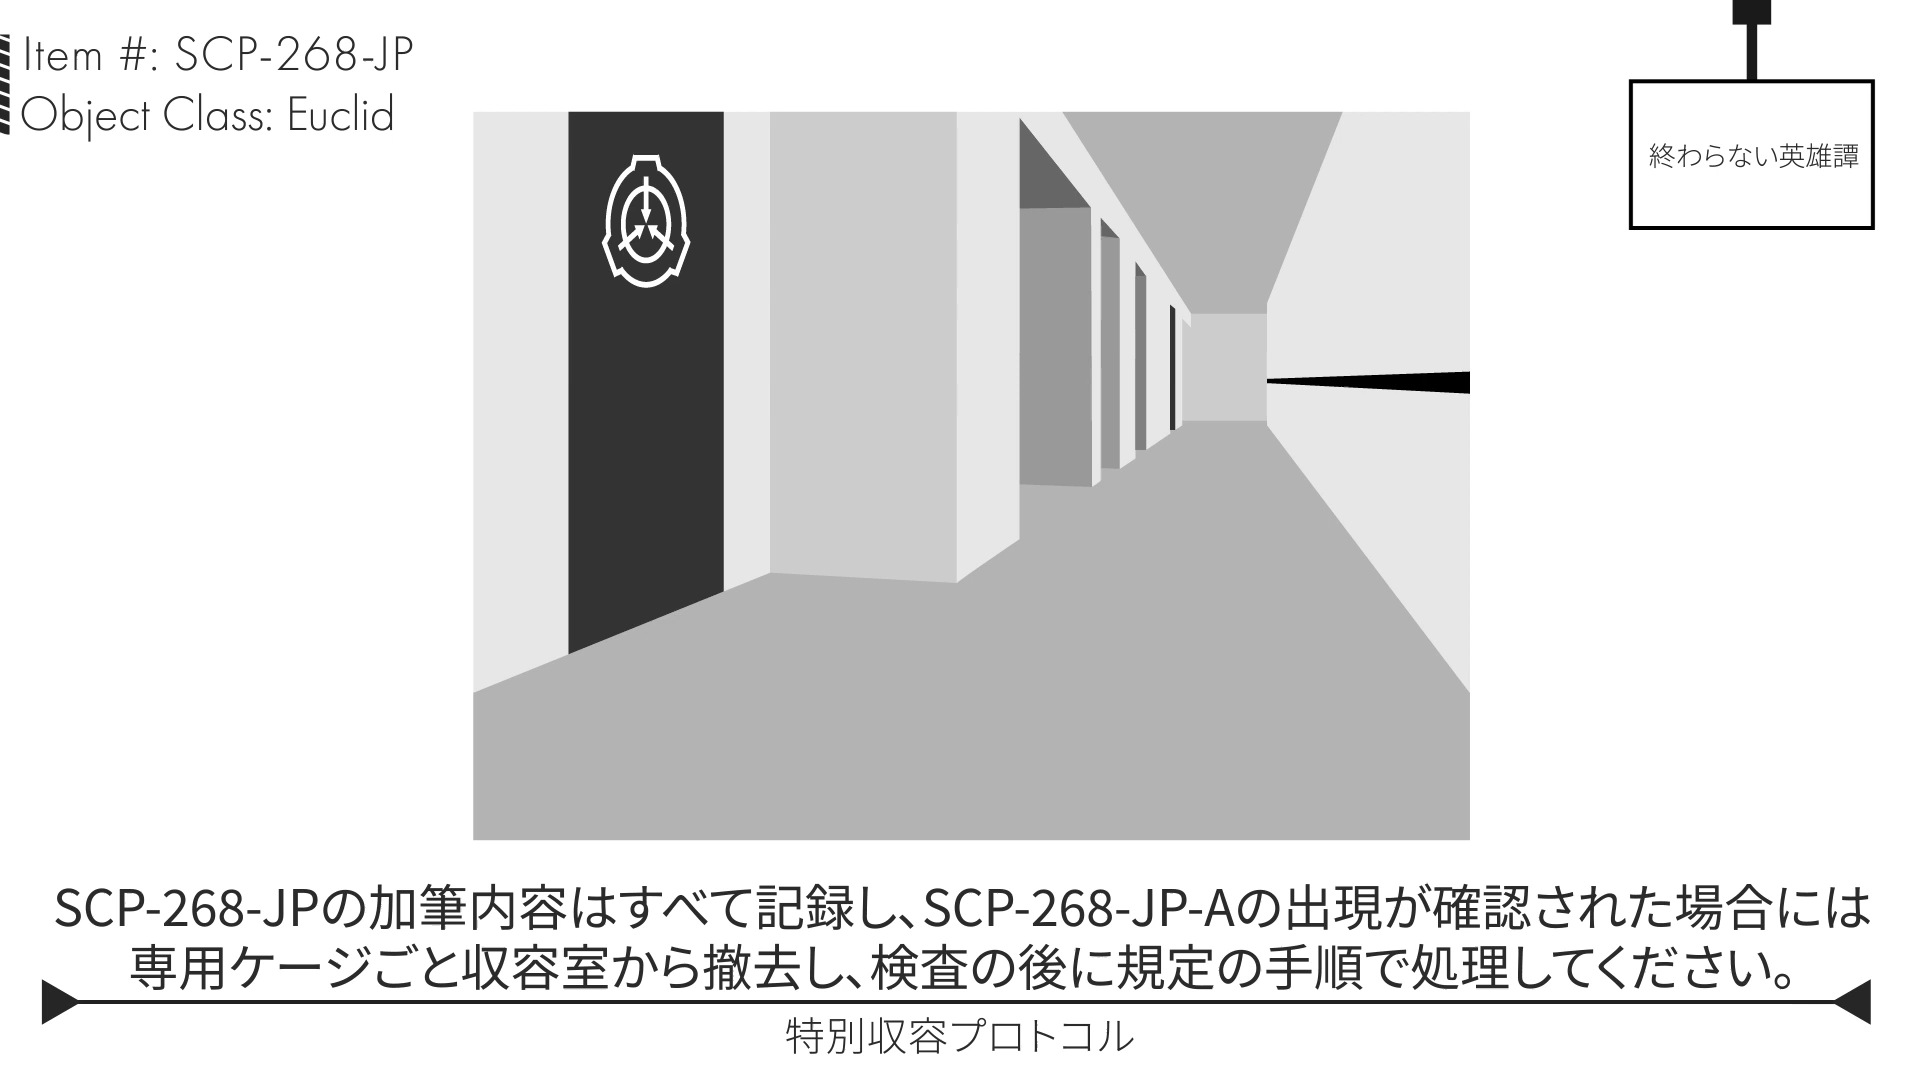 Item #: SCP-268-JP
Object Class: Euclid
終わらない英雄譚
SCP-268-JPの加筆内容はすべて記録し、SCP-268-JP-Aの出現が確認された場合には
専用ケージごと収容室から撤去し、検査の後に規定の手順で処理してください。
特別収容プロトコル